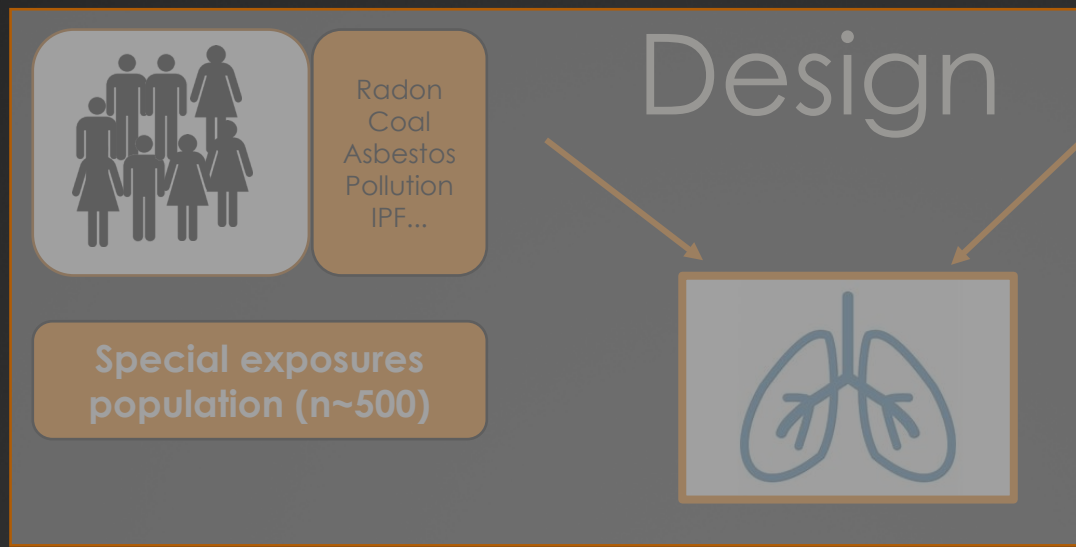 Design
Radon
Coal
Asbestos
Pollution
IPF...
Special exposures
population (n~500)